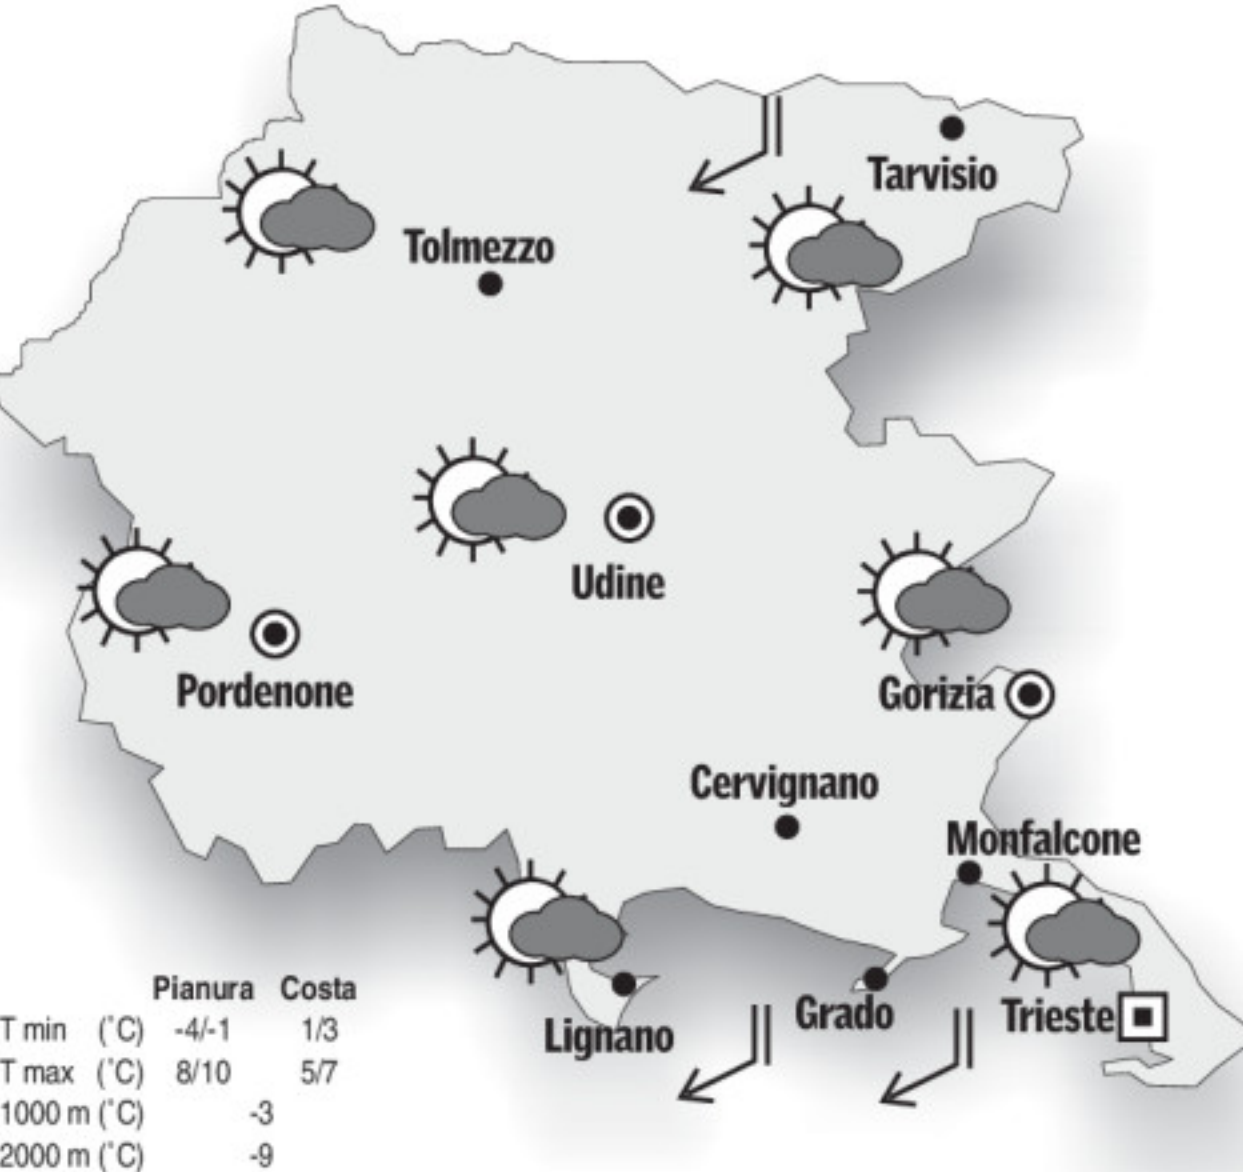 Tarvisio
Tolmezzo
Udine
Pordenone
Gorizia
Cervignano
Monfalcone
Grado
Trieste
Lignano
Pianura Costa
T min (°C) -4/-1 1/3
T max (°C) 8/10 5/7
1000 m (°C) -3
2000 m (°C) -9